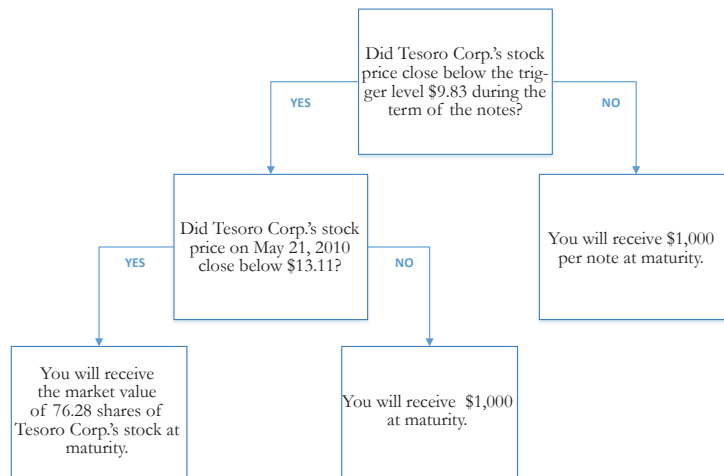 Did Tesoro Corp.'s stock
price close below the trig-
ger level $9.83 during the
term of the notes?
YES
NO
Did Tesoro Corp.'s stock
price on May 21, 2010
close below $13.11?
You will receive $1,000
per note at maturity.
YES
NO
You will receive
the market value
of 76.28 shares of
Tesoro Corp.'s stock at
maturity.
You will receive $1,000
at maturity.